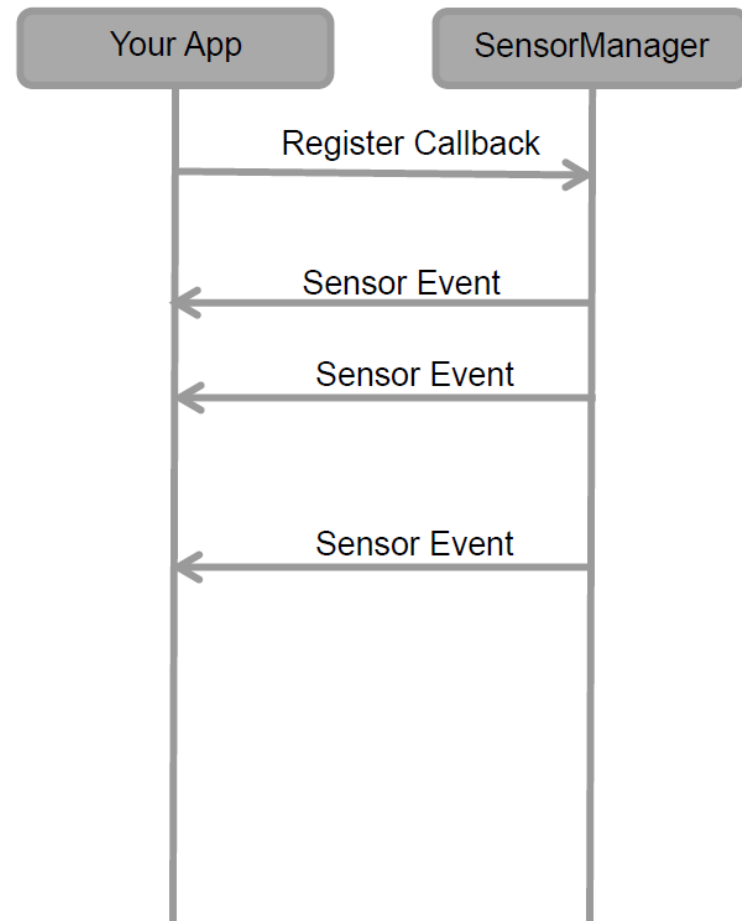 Your App
SensorManager
Register Callback
Sensor Event
Sensor Event
Sensor Event